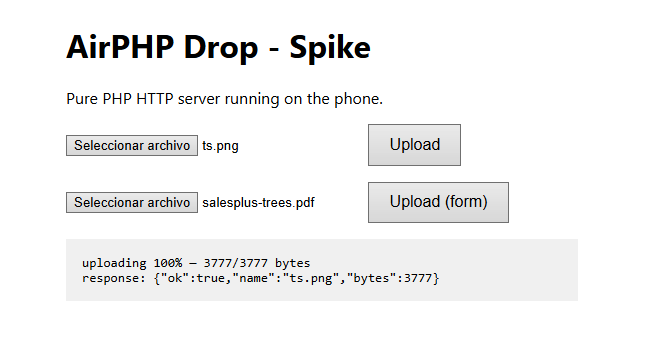 AirPHP Drop - Spike
Pure PHP HTTP server running on the phone.
Seleccionar archivo ts.png Upload
Seleccionar archivo salesplus-trees.pdf Upload (form)
uploading 100% — 3777/3777 bytes
response: {"ok":true,"name":"ts.png","bytes":3777}